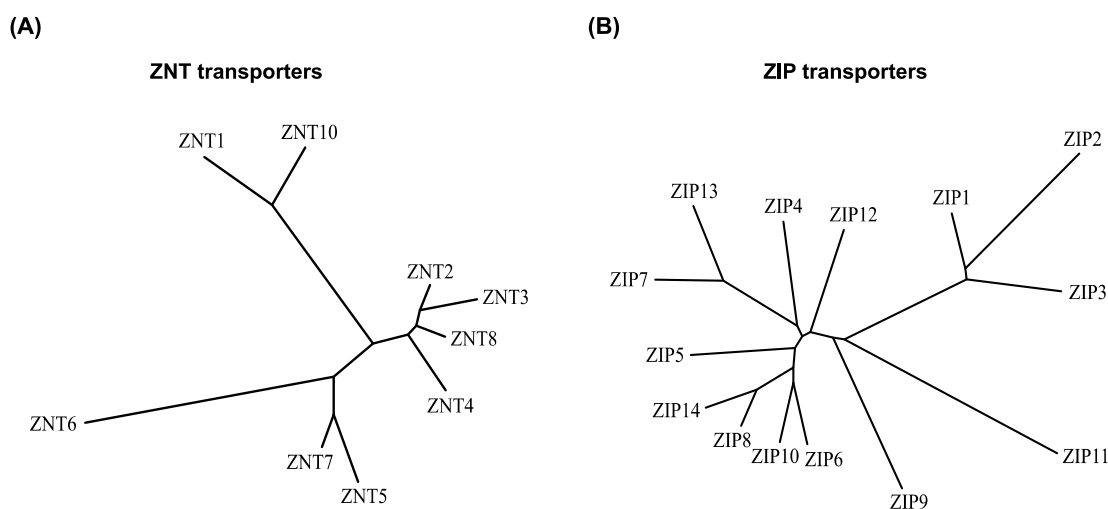 (A)
ZNT transporters
ZNT1
ZNT10
ZNT2
ZNT3
ZNT8
ZNT4
ZNT6
ZNT7
ZNT5
(B)
ZIP transporters
ZIP2
ZIP13
ZIP4
ZIP12
ZIP1
ZIP7
ZIP3
ZIP5
ZIP14
ZIP8
ZIP10
ZIP6
ZIP11
ZIP9